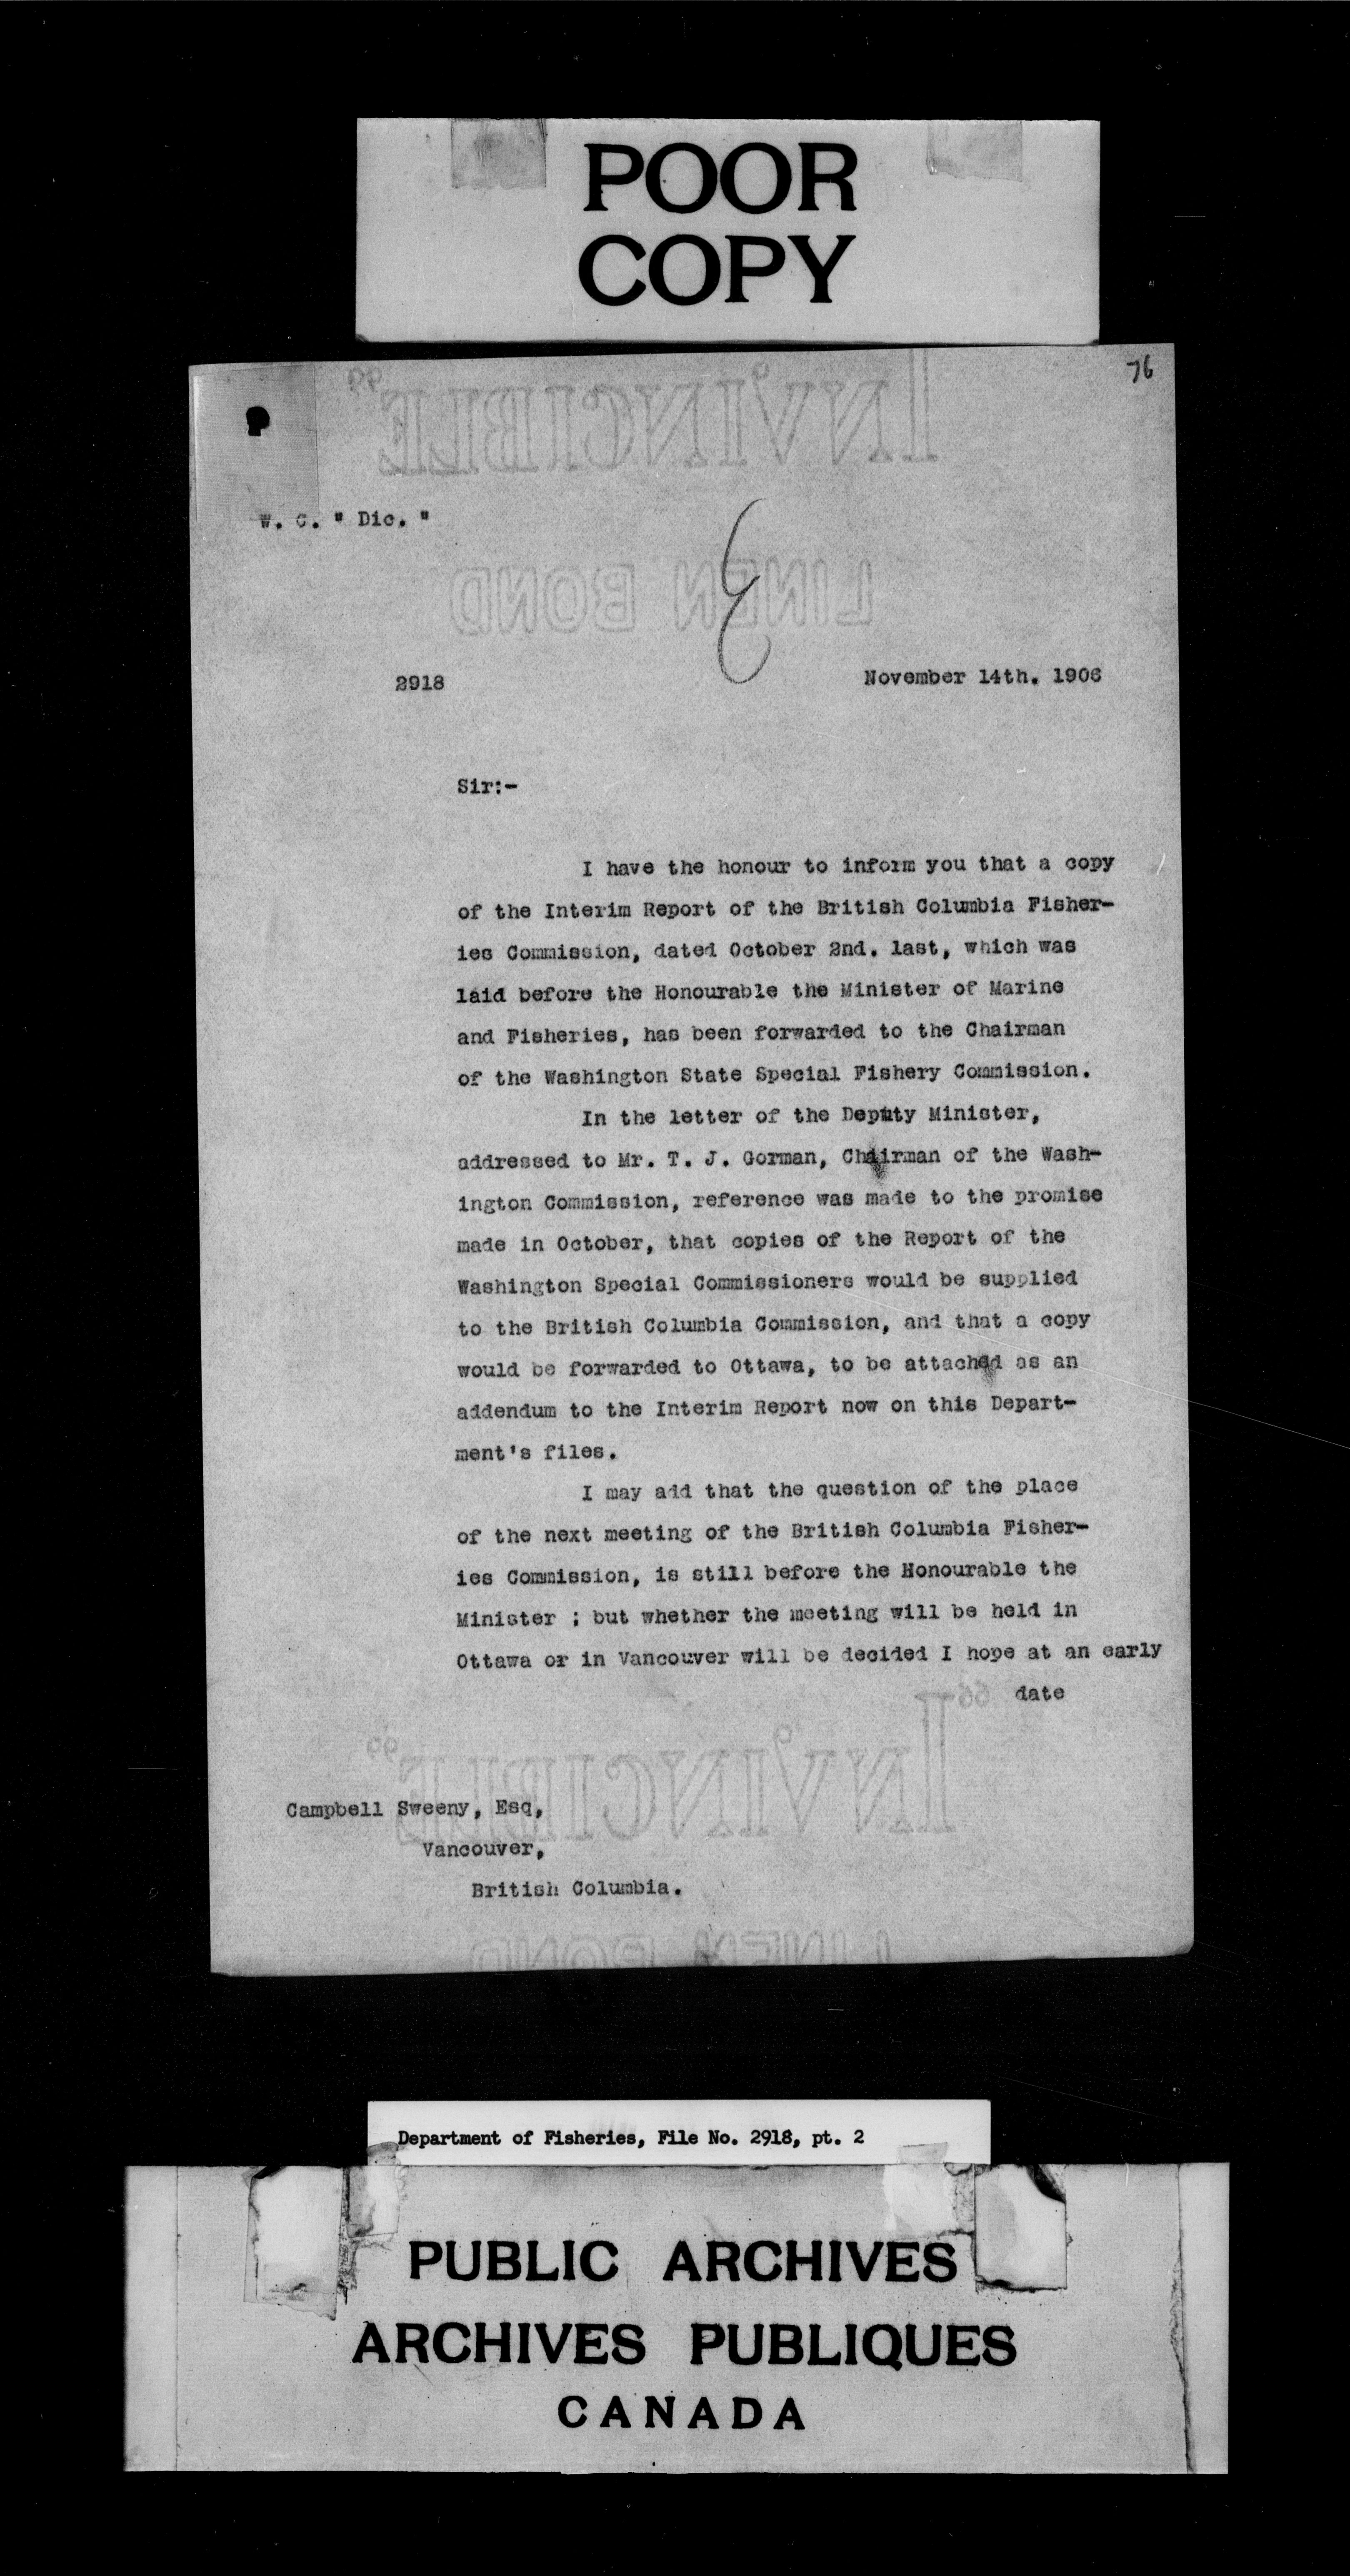 POOR
COPY
76
INVINCIBLE
W. C. " Dic. "
LINEN BOND
2918
November 14th. 1906
Sir:-
I have the honour to inform you that a copy
of the Interim Report of the British Columbia Fisher-
ies Commission, dated October 2nd. last, which was
laid before the Honourable the Minister of Marine
and Fisheries, has been forwarded to the Chairman
of the Washington State Special Fishery Commission.
In the letter of the Deputy Minister,
addressed to Mr. T. J. Gorman, Chairman of the Wash-
ington Commission, reference was made to the promise
made in October, that copies of the Report of the
Washington Special Commissioners would be supplied
to the British Columbia Commission, and that a copy
would be forwarded to Ottawa, to be attached as an
addendum to the Interim Report now on this Depart-
ment's files.
I may add that the question of the place
of the next meeting of the British Columbia Fisher-
ies Commission, is still before the Honourable the
Minister ; but whether the meeting will be held in
Ottawa or in Vancouver will be decided I hope at an early
date
INVINCIBLE
Campbell Sweeny, Esq,
Vancouver,
British Columbia.
LINEN BOND
Department of Fisheries, File No. 2918, pt. 2
PUBLIC ARCHIVES
ARCHIVES PUBLIQUES
CANADA